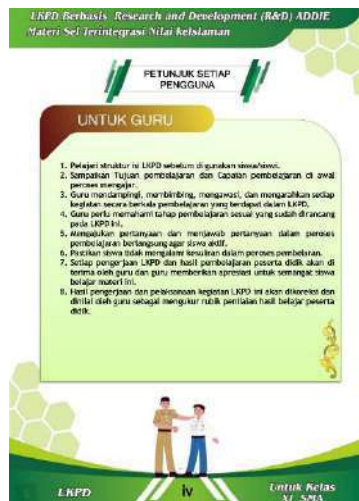 LKPD Berbasis Research and Development (R&D) ADDIE
Materi Sel Terintegrasi Nilai keIslaman
PETUNJUK SETIAP
PENGGUNA
UNTUK GURU
1. Pelajari struktur isi LKPD sebelum digunakan siswa/siswi.
2. Sampaikan Tujuan pembelajaran dan Capaian pembelajaran di awal
peroses mengajar.
3. Guru mendampingi, membimbing, mengawasi, dan mengarahkan setiap
kegiatan secara berkala pembelajaran yang terdapat dalam LKPD.
4. Guru perlu memahami tahap pembelajaran sesuai yang sudah dirancang
pada LKPD ini.
5. Mengajukan pertanyaan dan menjawab pertanyaan dalam peroses
pembelajaran berlangsung agar siswa aktif.
6. Pastikan siswa tidak mengalami kesulitan dalam peroses pembelaran.
7. Setiap pengerjaan LKPD dan hasil pembelajaran peserta didik akan di
terima oleh guru dan guru memberikan apresiasi untuk semangat siswa
belajar materi ini.
8. Hasil pengerjaan dan pelaksanaan kegiatan LKPD ini akan dikoreksi dan
dinilai oleh guru sebagai mengukur rubik penilaian hasil belajar peserta
didik.
LKPD
iv
Untuk Kelas
XI SMA